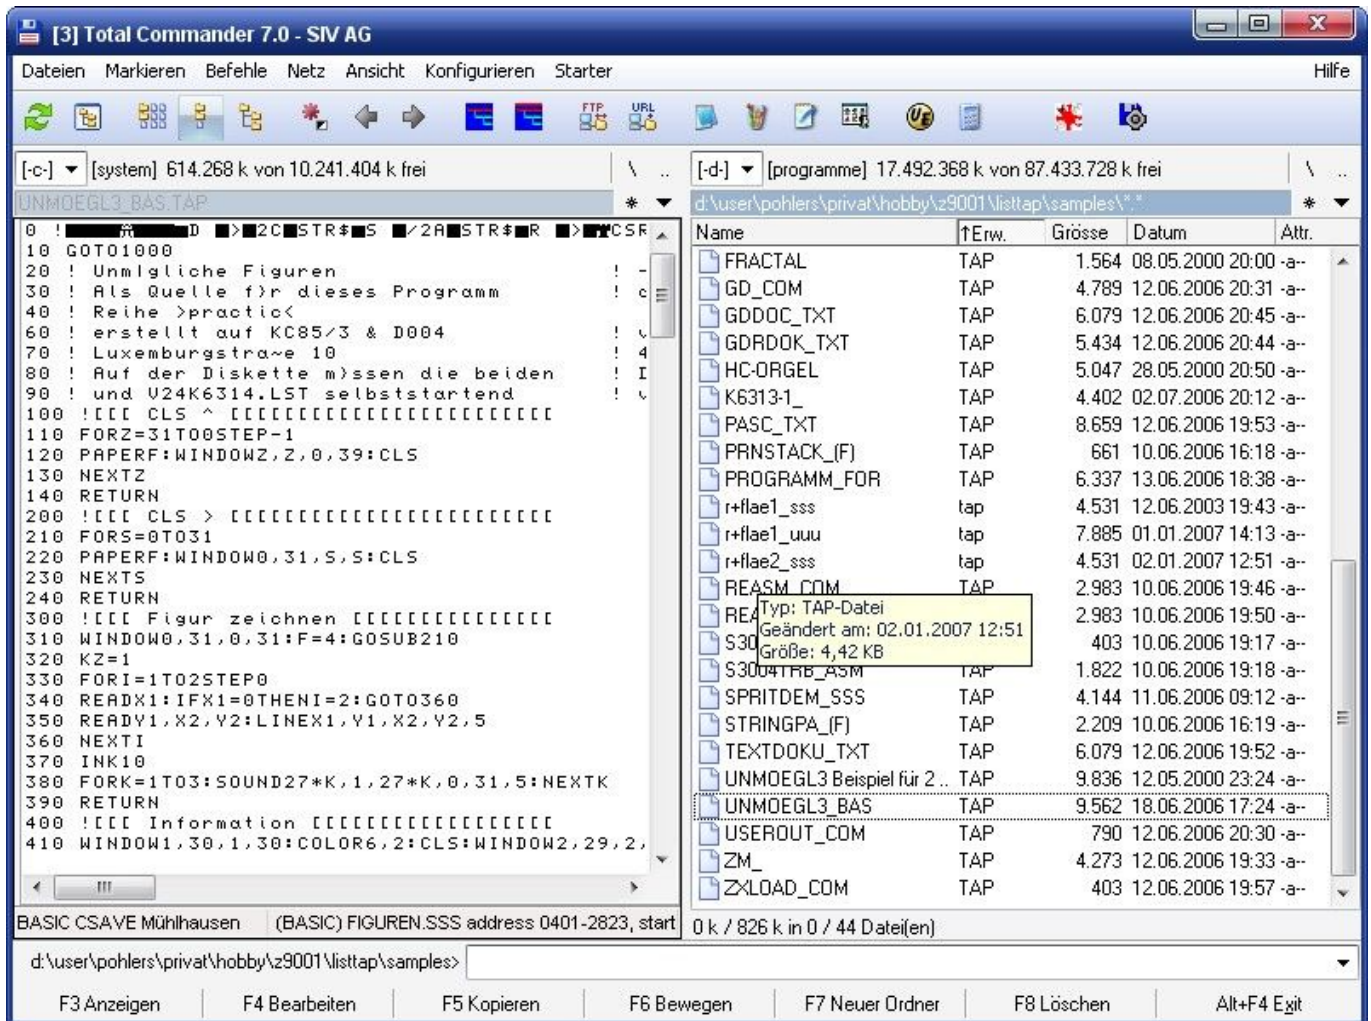 [3] Total Commander 7.0 - SIV AG
Dateien Markieren Befehle Netz Ansicht Konfigurieren Starter Hilfe
FTP URL
UE
[-c-] [system] 614.268 k von 10.241.404 k frei \ ..
[-d-] [programme] 17.492.368 k von 87.433.728 k frei \ ..
UNMOEGL3_BAS.TAP *
d:\user\pohlers\privat\hobby\z9001\listtap\samples\*.* *
10 GOTO1000
20 ! Unm|gliche Figuren ! -
30 ! Als Quelle f}r dieses Programm ! c
40 ! Reihe >practic<
60 ! erstellt auf KC85/3 & D004 !
70 ! Luxemburgstra~e 10 ! 4
80 ! Auf der Diskette m}ssen die beiden ! I
90 ! und V24K6314.LST selbststartend !
100 ![[[ CLS ^ [[[[[[[[[[[[[[[[[[[[[[[[
110 FORZ=31TO0STEP-1
120 PAPERF:WINDOWZ,Z,0,39:CLS
130 NEXTZ
140 RETURN
200 ![[[ CLS > [[[[[[[[[[[[[[[[[[[[[[[[
210 FORS=0TO31
220 PAPERF:WINDOW0,31,S,S:CLS
230 NEXTS
240 RETURN
300 ![[[ Figur zeichnen [[[[[[[[[[[[[[[
310 WINDOW0,31,0,31:F=4:GOSUB210
320 KZ=1
330 FORI=1TO2STEP0
340 READX1:IFX1=0THENI=2:GOTO360
350 READY1,X2,Y2:LINEX1,Y1,X2,Y2,5
360 NEXTI
370 INK10
380 FORK=1TO3:SOUND27*K,1,27*K,0,31,5:NEXTK
390 RETURN
400 ![[[ Information [[[[[[[[[[[[[[[[[[
410 WINDOW1,30,1,30:COLOR6,2:CLS:WINDOW2,29,2,
BASIC CSAVE Mühlhausen (BASIC) FIGUREN.SSS address 0401-2823, start
Name ↑Erw. Grösse Datum Attr.
FRACTAL TAP 1.564 08.05.2000 20:00 -a--
GD_COM TAP 4.789 12.06.2006 20:31 -a--
GDDOC_TXT TAP 6.079 12.06.2006 20:45 -a--
GDRDOK_TXT TAP 5.434 12.06.2006 20:44 -a--
HC-ORGEL TAP 5.047 28.05.2000 20:50 -a--
K6313-1_ TAP 4.402 02.07.2006 20:12 -a--
PASC_TXT TAP 8.659 12.06.2006 19:53 -a--
PRNSTACK_(F) TAP 661 10.06.2006 16:18 -a--
PROGRAMM_FOR TAP 6.337 13.06.2006 18:38 -a--
r+flae1_sss tap 4.531 12.06.2003 19:43 -a--
r+flae1_uuu tap 7.885 01.01.2007 14:13 -a--
r+flae2_sss tap 4.531 02.01.2007 12:51 -a--
REASM_COM TAP 2.983 10.06.2006 19:46 -a--
REA 2.983 10.06.2006 19:50 -a--
S30 403 10.06.2006 19:17 -a--
S3004TRB_ASM TAP 1.822 10.06.2006 19:18 -a--
SPRITDEM_SSS TAP 4.144 11.06.2006 09:12 -a--
STRINGPA_(F) TAP 2.209 10.06.2006 16:19 -a--
TEXTDOKU_TXT TAP 6.079 12.06.2006 19:52 -a--
UNMOEGL3 Beispiel für 2 .. TAP 9.836 12.05.2000 23:24 -a--
UNMOEGL3_BAS TAP 9.562 18.06.2006 17:24 -a--
USEROUT_COM TAP 790 12.06.2006 20:30 -a--
ZM_ TAP 4.273 12.06.2006 19:33 -a--
ZXLOAD_COM TAP 403 12.06.2006 19:57 -a--
Typ: TAP-Datei
Geändert am: 02.01.2007 12:51
Größe: 4,42 KB
0 k / 826 k in 0 / 44 Datei(en)
d:\user\pohlers\privat\hobby\z9001\listtap\samples>
F3 Anzeigen F4 Bearbeiten F5 Kopieren F6 Bewegen F7 Neuer Ordner F8 Löschen Alt+F4 Exit